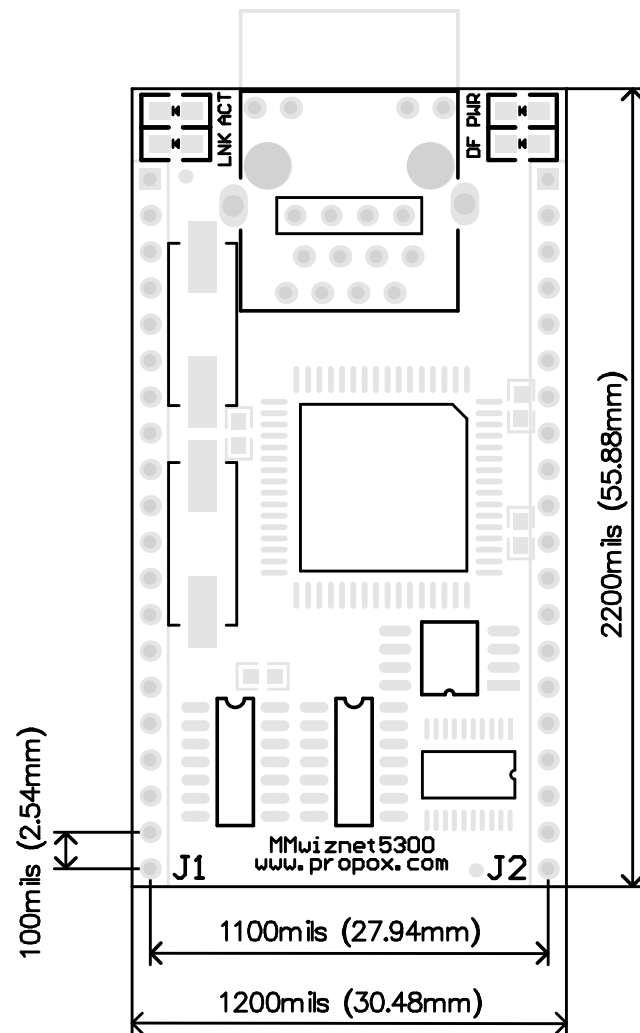 LNK ACT
DF PWR
2200mils (55.88mm)
100mils (2.54mm)
MMwiznet5300
www.propox.com
J1
J2
1100mils (27.94mm)
1200mils (30.48mm)